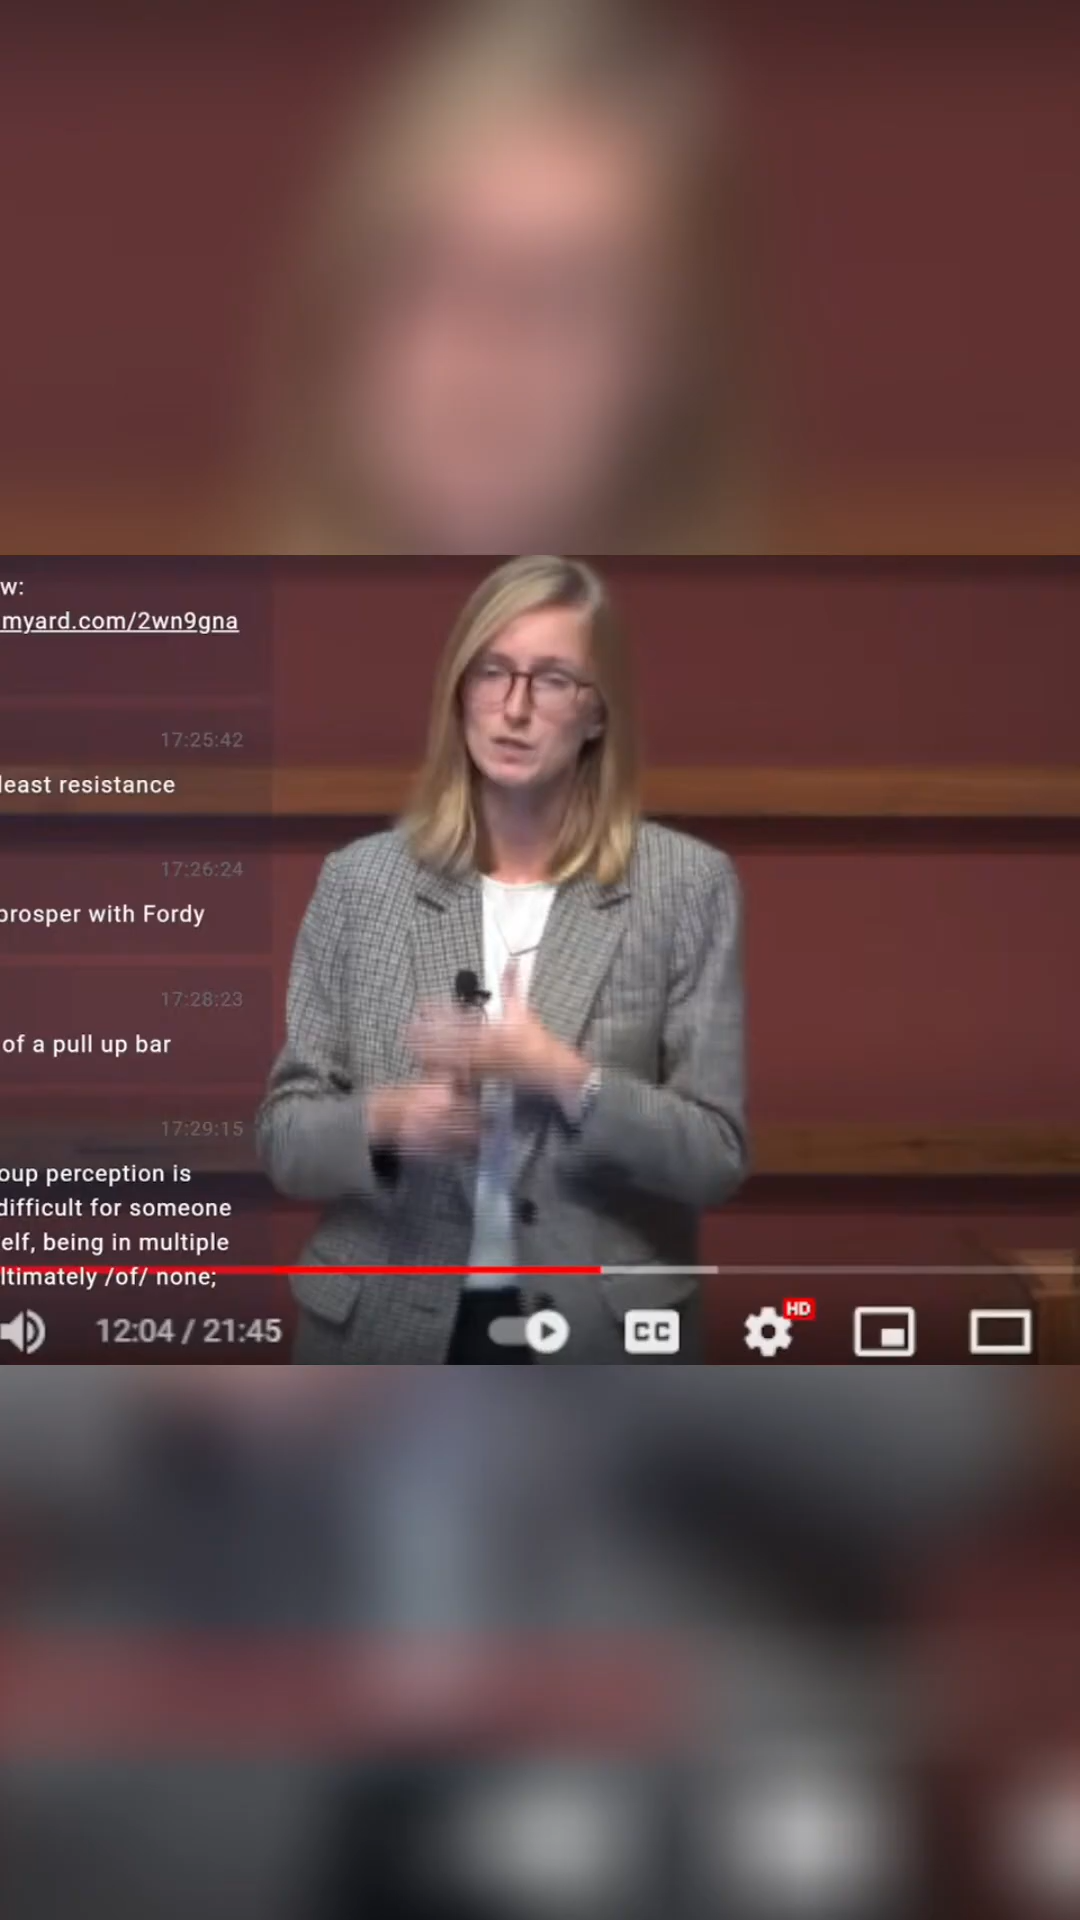 w:
myard.com/2wn9gna
17:25:42
least resistance
17:26:24
prosper with Fordy
17:28:23
of a pull up bar
17:29:15
oup perception is
difficult for someone
elf, being in multiple
ltimately /of/ none;
12:04 / 21:45
CC
HD